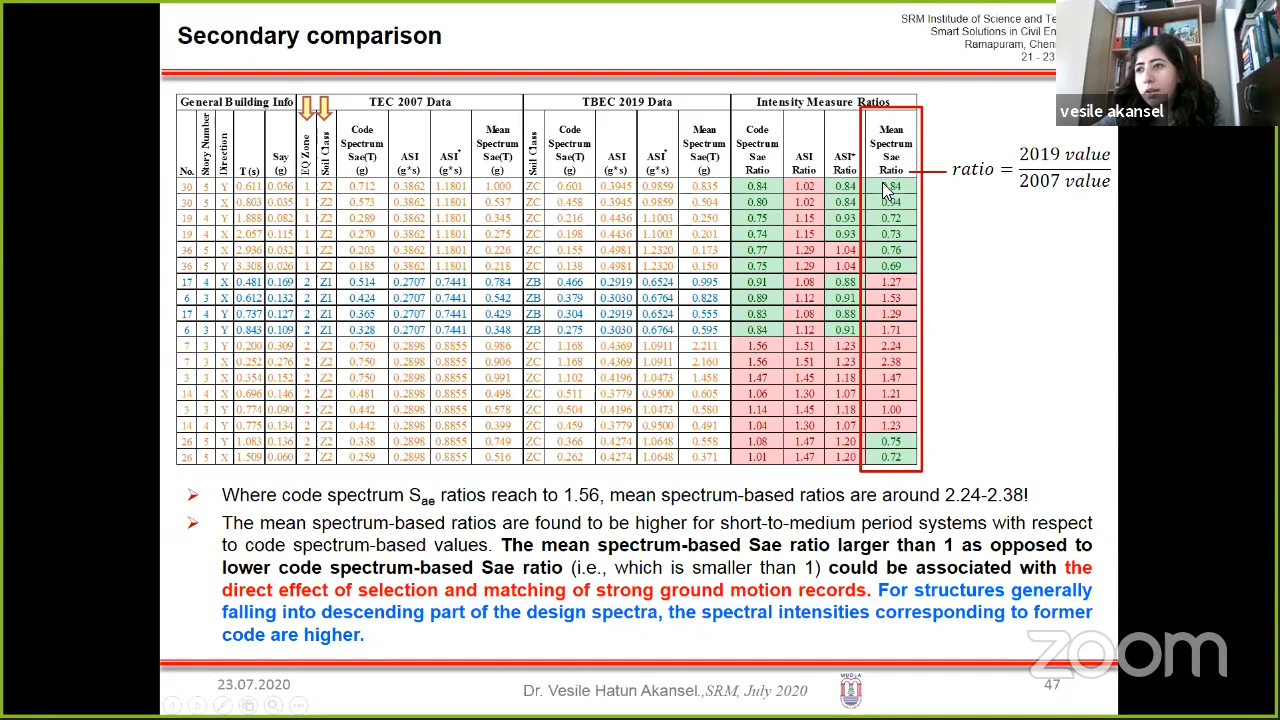 Secondary comparison
SRM Institude of Science and Te
Smart Solutions in Civil En
Ramapuram, Chen
21 - 23
vesile akansel
General Building Info TEC 2007 Data TBEC 2019 Data Intensity Measure Ratios
No. Story Number Direction T (s) Say (g) EQ Zone Soil Class Code Spectrum Sae(T) (g) ASI (g*s) ASI* (g*s) Mean Spectrum Sae(T) (g) Soil Class Code Spectrum Sae(T) (g) ASI (g*s) ASI* (g*s) Mean Spectrum Sae(T) (g) Code Spectrum Sae Ratio ASI Ratio ASI* Ratio Mean Spectrum Sae Ratio
30 5 Y 0.611 0.056 1 Z2 0.712 0.3862 1.1801 1.000 ZC 0.601 0.3945 0.9859 0.835 0.84 1.02 0.84 0.84
30 5 X 0.803 0.035 1 Z2 0.573 0.3862 1.1801 0.537 ZC 0.458 0.3945 0.9859 0.504 0.80 1.02 0.84 0.94
19 4 Y 1.888 0.082 1 Z2 0.289 0.3862 1.1801 0.345 ZC 0.216 0.4436 1.1003 0.250 0.75 1.15 0.93 0.72
19 4 X 2.057 0.115 1 Z2 0.270 0.3862 1.1801 0.275 ZC 0.198 0.4436 1.1003 0.201 0.74 1.15 0.93 0.73
36 5 X 2.936 0.032 1 Z2 0.203 0.3862 1.1801 0.226 ZC 0.155 0.4981 1.2320 0.173 0.77 1.29 1.04 0.76
36 5 Y 3.308 0.026 1 Z2 0.185 0.3862 1.1801 0.218 ZC 0.138 0.4981 1.2320 0.150 0.75 1.29 1.04 0.69
17 4 X 0.481 0.169 2 Z1 0.514 0.2707 0.7441 0.784 ZB 0.466 0.2919 0.6524 0.995 0.91 1.08 0.88 1.27
6 3 X 0.612 0.132 2 Z1 0.424 0.2707 0.7441 0.542 ZB 0.379 0.3030 0.6764 0.828 0.89 1.12 0.91 1.53
17 4 Y 0.737 0.127 2 Z1 0.365 0.2707 0.7441 0.429 ZB 0.304 0.2919 0.6524 0.555 0.83 1.08 0.88 1.29
6 3 Y 0.843 0.109 2 Z1 0.328 0.2707 0.7441 0.348 ZB 0.275 0.3030 0.6764 0.595 0.84 1.12 0.91 1.71
7 3 Y 0.200 0.309 2 Z2 0.750 0.2898 0.8855 0.986 ZC 1.168 0.4369 1.0911 2.211 1.56 1.51 1.23 2.24
7 3 X 0.252 0.276 2 Z2 0.750 0.2898 0.8855 0.906 ZC 1.168 0.4369 1.0911 2.160 1.56 1.51 1.23 2.38
3 3 X 0.354 0.152 2 Z2 0.750 0.2898 0.8855 0.991 ZC 1.102 0.4196 1.0473 1.458 1.47 1.45 1.18 1.47
14 4 X 0.696 0.146 2 Z2 0.481 0.2898 0.8855 0.498 ZC 0.511 0.3779 0.9500 0.605 1.06 1.30 1.07 1.21
3 3 Y 0.774 0.090 2 Z2 0.442 0.2898 0.8855 0.578 ZC 0.504 0.4196 1.0473 0.580 1.14 1.45 1.18 1.00
14 4 Y 0.775 0.134 2 Z2 0.442 0.2898 0.8855 0.399 ZC 0.459 0.3779 0.9500 0.491 1.04 1.30 1.07 1.23
26 5 Y 1.083 0.136 2 Z2 0.338 0.2898 0.8855 0.749 ZC 0.366 0.4274 1.0648 0.558 1.08 1.47 1.20 0.75
26 5 X 1.509 0.060 2 Z2 0.259 0.2898 0.8855 0.516 ZC 0.262 0.4274 1.0648 0.371 1.01 1.47 1.20 0.72
ratio = 2019 value / 2007 value
➢ Where code spectrum Sae ratios reach to 1.56, mean spectrum-based ratios are around 2.24-2.38!
➢ The mean spectrum-based ratios are found to be higher for short-to-medium period systems with respect
to code spectrum-based values. The mean spectrum-based Sae ratio larger than 1 as opposed to
lower code spectrum-based Sae ratio (i.e., which is smaller than 1) could be associated with the
direct effect of selection and matching of strong ground motion records. For structures generally
falling into descending part of the design spectra, the spectral intensities corresponding to former
code are higher.
zoom
23.07.2020
Dr. Vesile Hatun Akansel.,SRM, July 2020
47